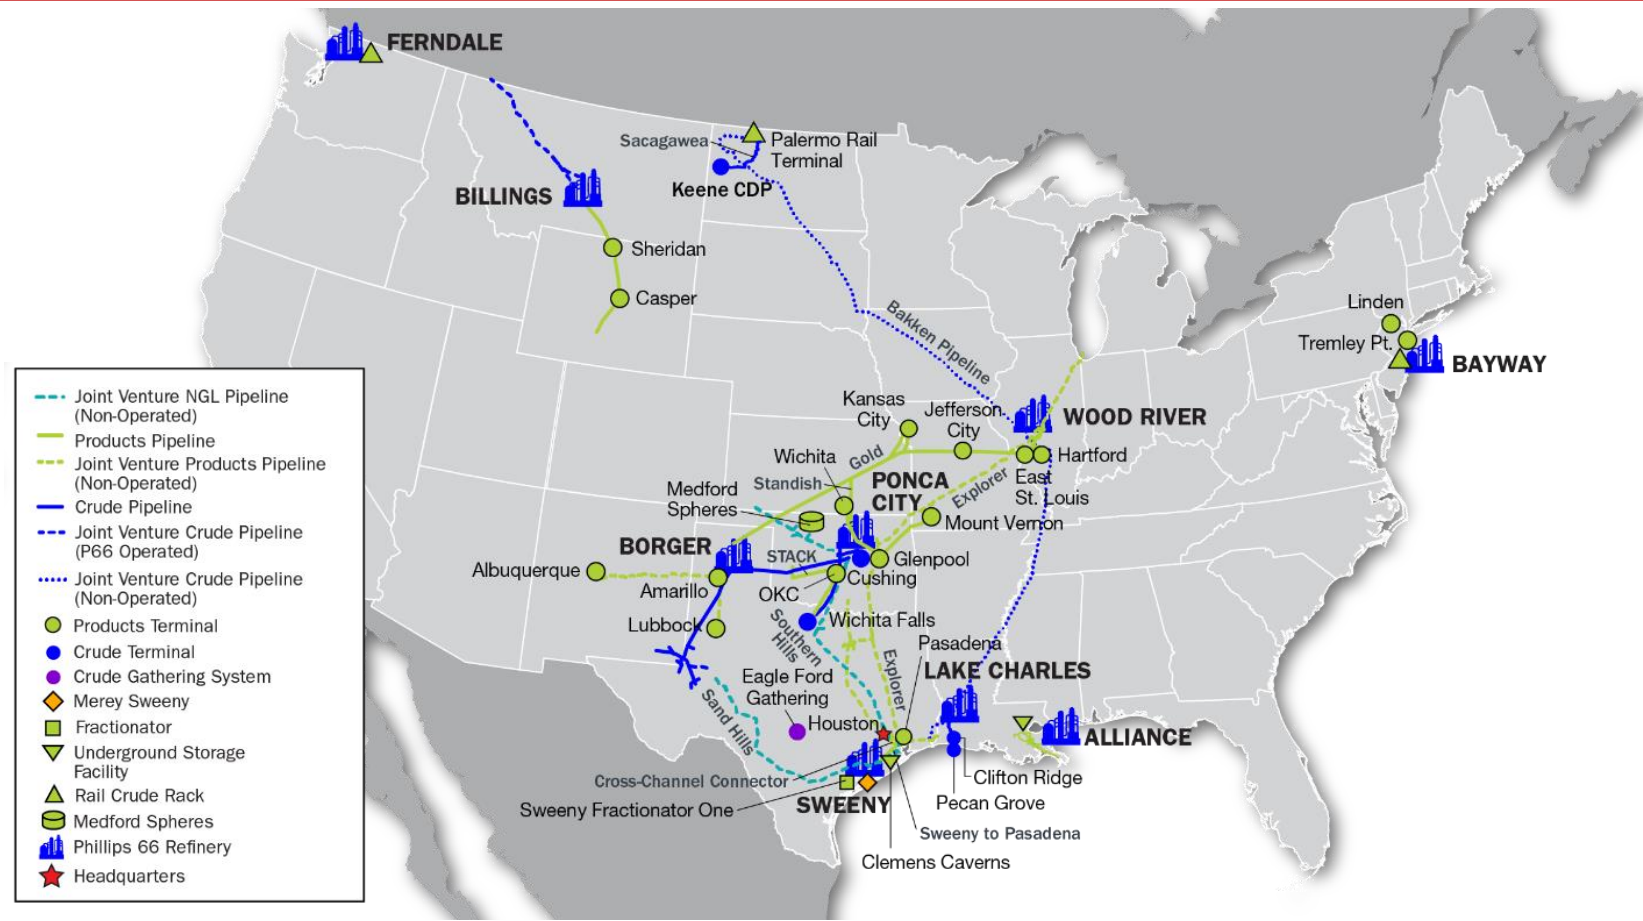 FERNDALE
Sacagawea
Palermo Rail
Terminal
Keene CDP
BILLINGS
Sheridan
Casper
Bakken Pipeline
Linden
Tremley Pt.
BAYWAY
Kansas
City
Jefferson
City
WOOD RIVER
Gold
Hartford
East
St. Louis
Wichita
Standish
PONCA
CITY
Explorer
Medford
Spheres
Mount Vernon
BORGER
STACK
Glenpool
Albuquerque
Cushing
Amarillo
OKC
Lubbock
Wichita Falls
Southern
Hills
Pasadena
LAKE CHARLES
Explorer
Eagle Ford
Gathering
Sand Hills
Houston
ALLIANCE
Cross-Channel Connector
Clifton Ridge
Sweeny Fractionator One
SWEENY
Pecan Grove
Sweeny to Pasadena
Clemens Caverns
Joint Venture NGL Pipeline
(Non-Operated)
Products Pipeline
Joint Venture Products Pipeline
(Non-Operated)
Crude Pipeline
Joint Venture Crude Pipeline
(P66 Operated)
Joint Venture Crude Pipeline
(Non-Operated)
Products Terminal
Crude Terminal
Crude Gathering System
Merey Sweeny
Fractionator
Underground Storage
Facility
Rail Crude Rack
Medford Spheres
Phillips 66 Refinery
Headquarters